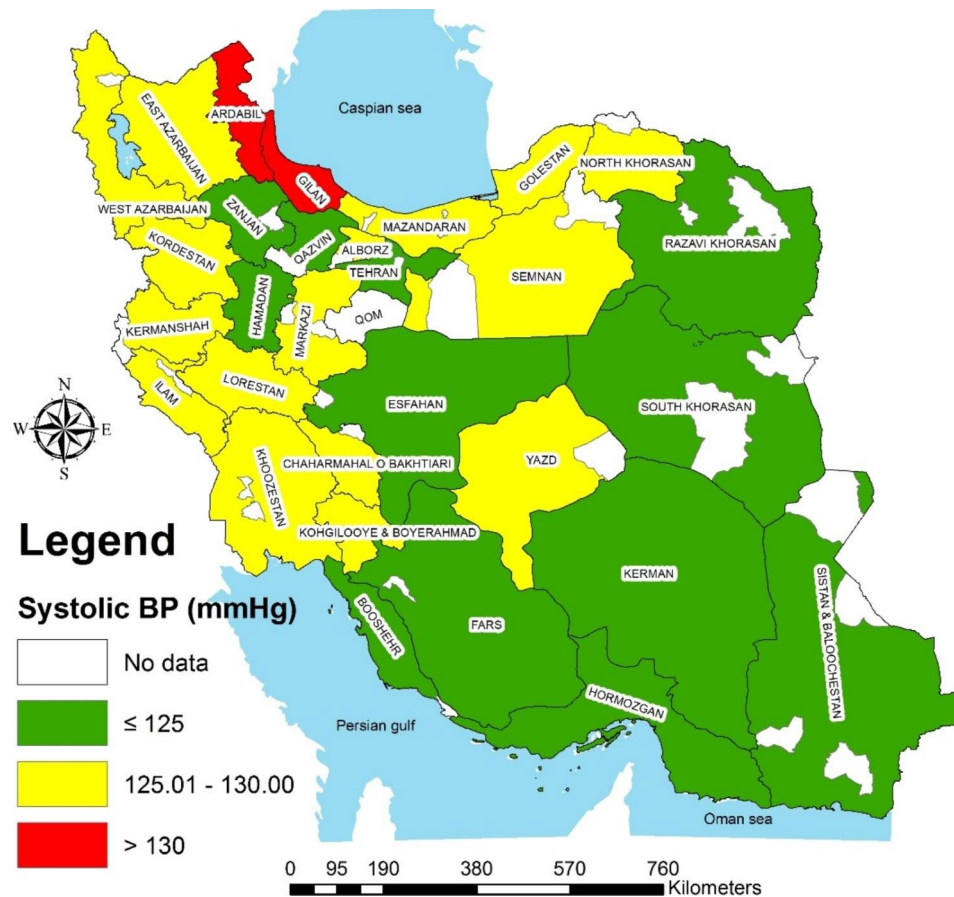 Caspian sea
EAST AZARBAIJAN
ARDABIL
GILAN
GOLESTAN
NORTH KHORASAN
WEST AZARBAIJAN
ZANJAN
MAZANDARAN
RAZAVI KHORASAN
KORDESTAN
QAZVIN
ALBORZ
TEHRAN
SEMNAN
HAMADAN
QOM
KERMANSHAH
MARKAZI
ILAM
LORESTAN
ESFAHAN
SOUTH KHORASAN
N
W
E
S
KHOOZESTAN
CHAHARMAHAL O BAKHTIARI
YAZD
KOHGILOOYE & BOYERAHMAD
KERMAN
SISTAN & BALOOCHESTAN
BOOSHEHR
FARS
HORMOZGAN
Persian gulf
Oman sea
Legend
Systolic BP (mmHg)
No data
≤ 125
125.01 - 130.00
> 130
0 95 190 380 570 760
Kilometers